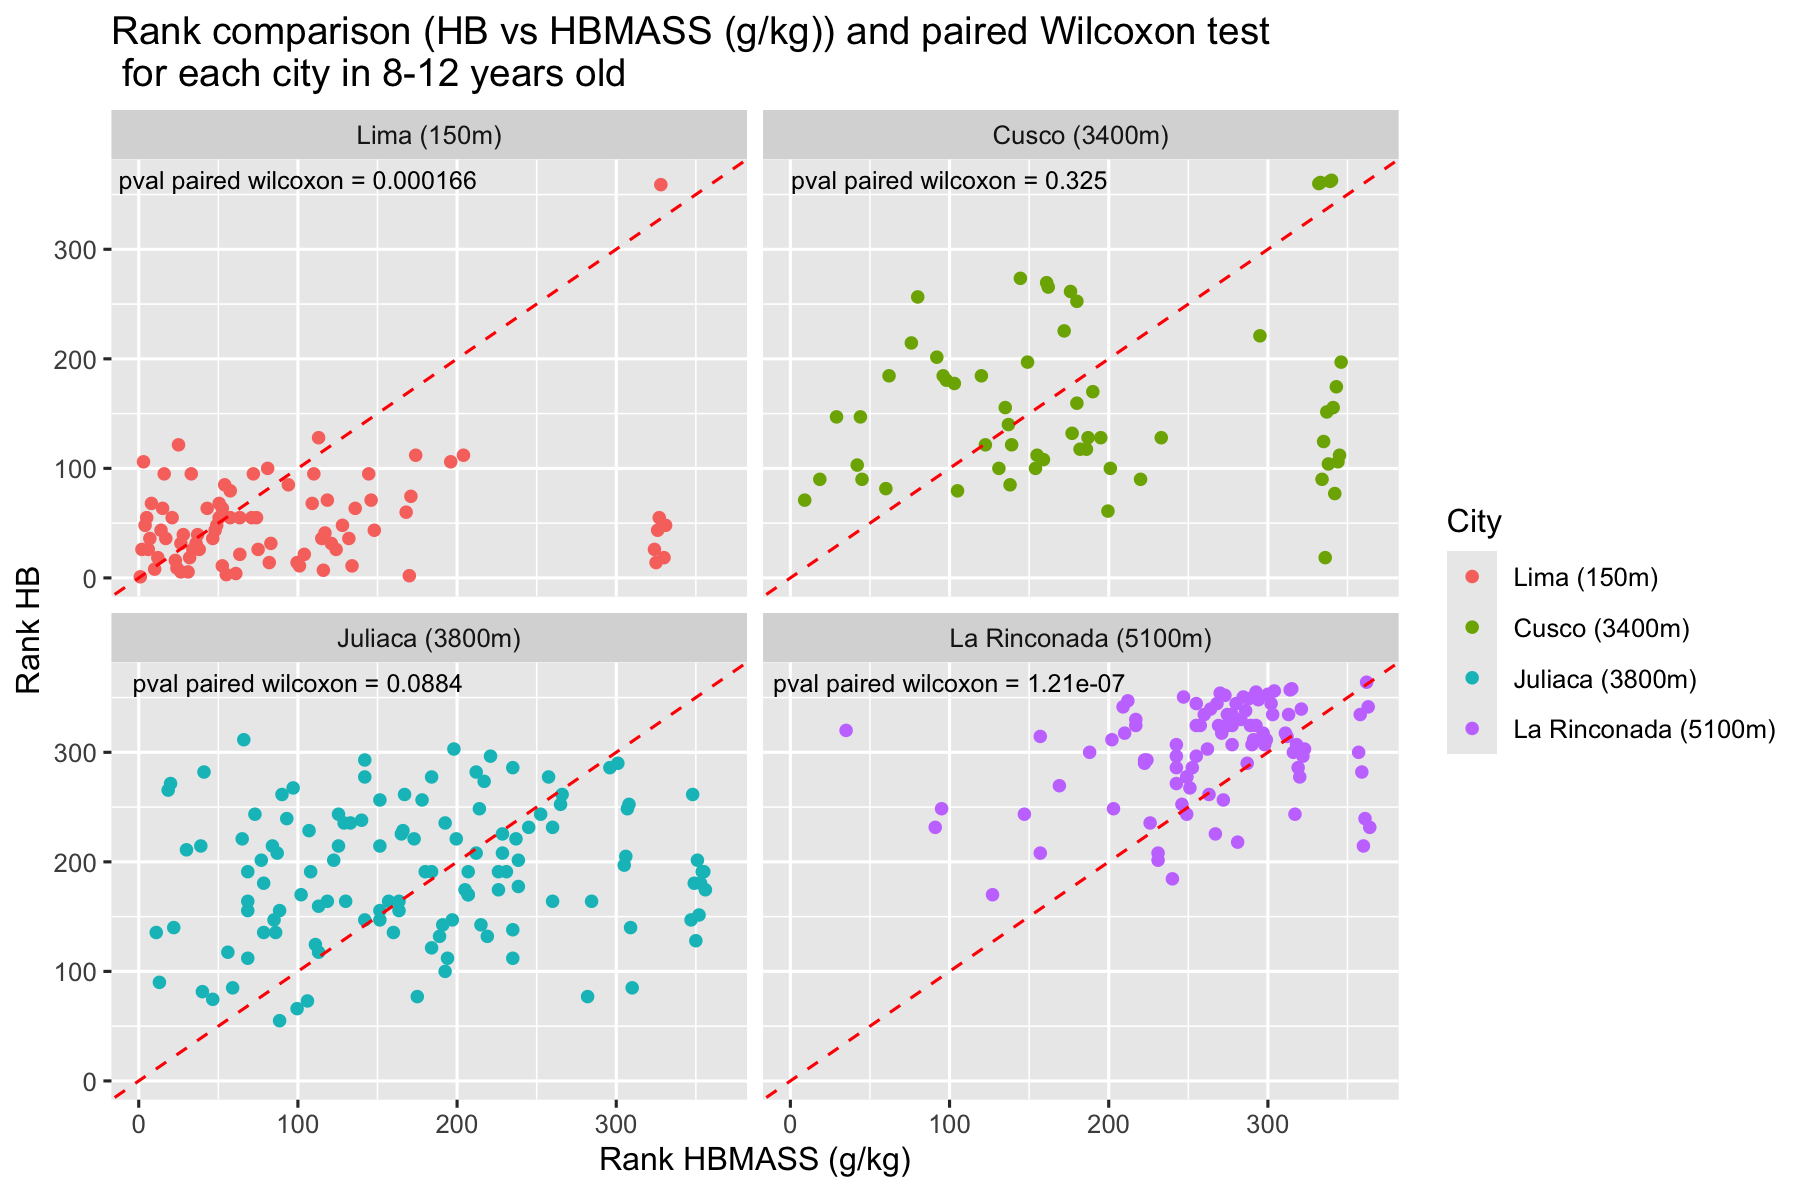 Rank comparison (HB vs HBMASS (g/kg)) and paired Wilcoxon test
for each city in 8-12 years old
Lima (150m)
Cusco (3400m)
pval paired wilcoxon = 0.000166
pval paired wilcoxon = 0.325
300
200
100
0
Juliaca (3800m)
La Rinconada (5100m)
pval paired wilcoxon = 0.0884
pval paired wilcoxon = 1.21e-07
300
200
100
0
0 100 200 300
0 100 200 300
Rank HB
Rank HBMASS (g/kg)
City
Lima (150m)
Cusco (3400m)
Juliaca (3800m)
La Rinconada (5100m)